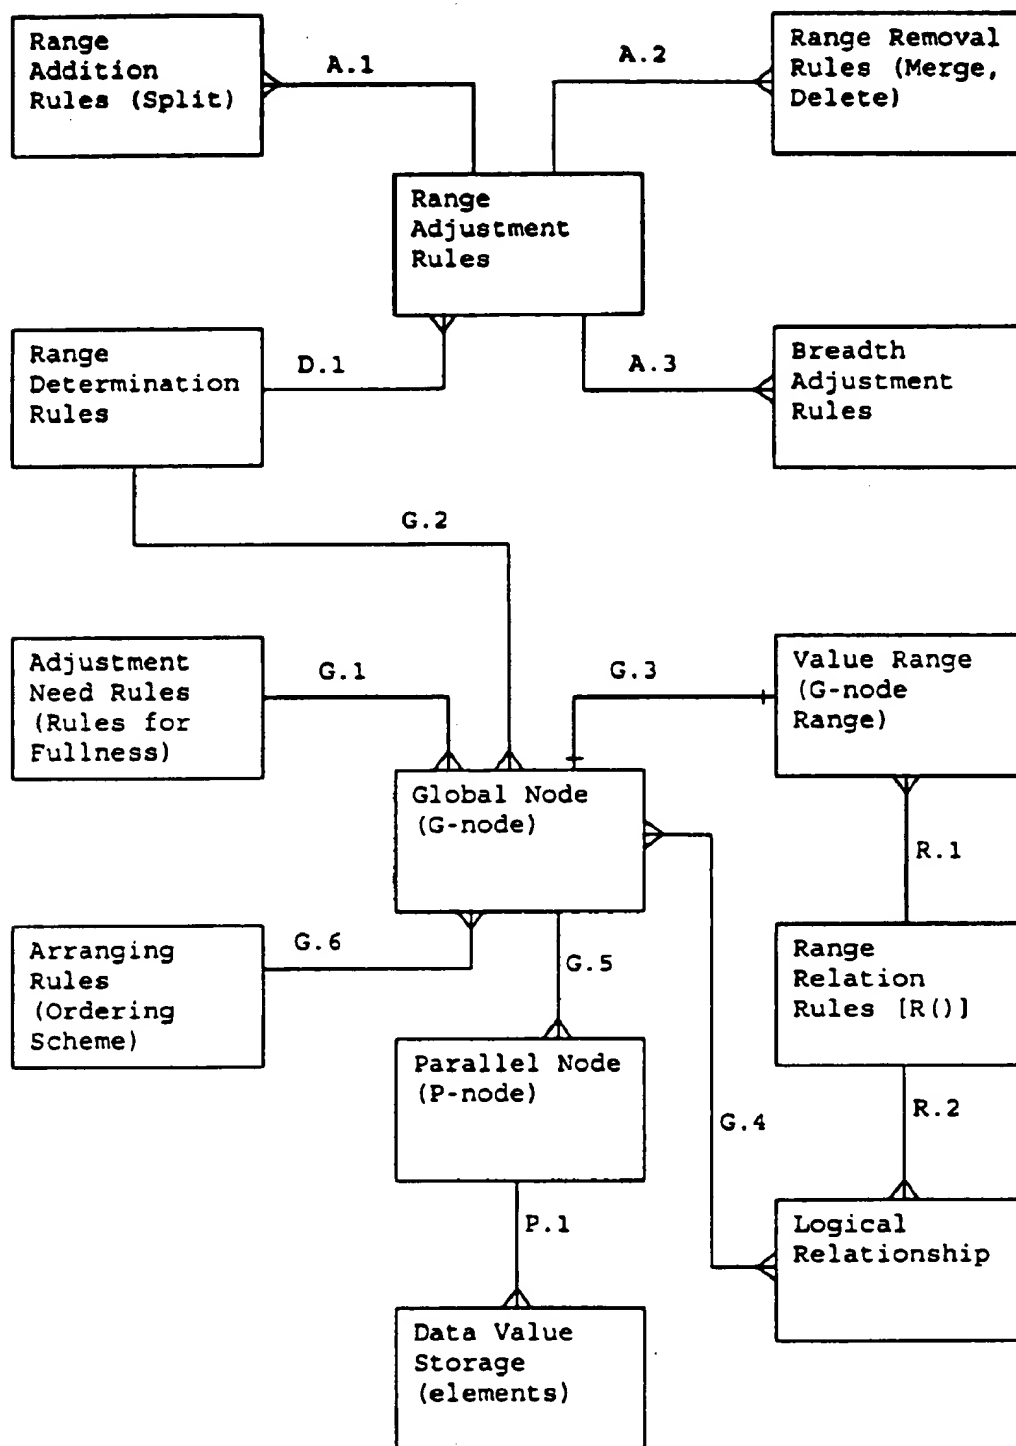 Range
Addition
Rules (Split)
A.1
A.2
Range Removal
Rules (Merge,
Delete)
Range
Adjustment
Rules
Range
Determination
Rules
D.1
A.3
Breadth
Adjustment
Rules
G.2
Adjustment
Need Rules
(Rules for
Fullness)
G.1
G.3
Value Range
(G-node
Range)
Global Node
(G-node)
R.1
Arranging
Rules
(Ordering
Scheme)
G.6
G.5
Range
Relation
Rules [R()]
Parallel Node
(P-node)
G.4
R.2
P.1
Logical
Relationship
Data Value
Storage
(elements)